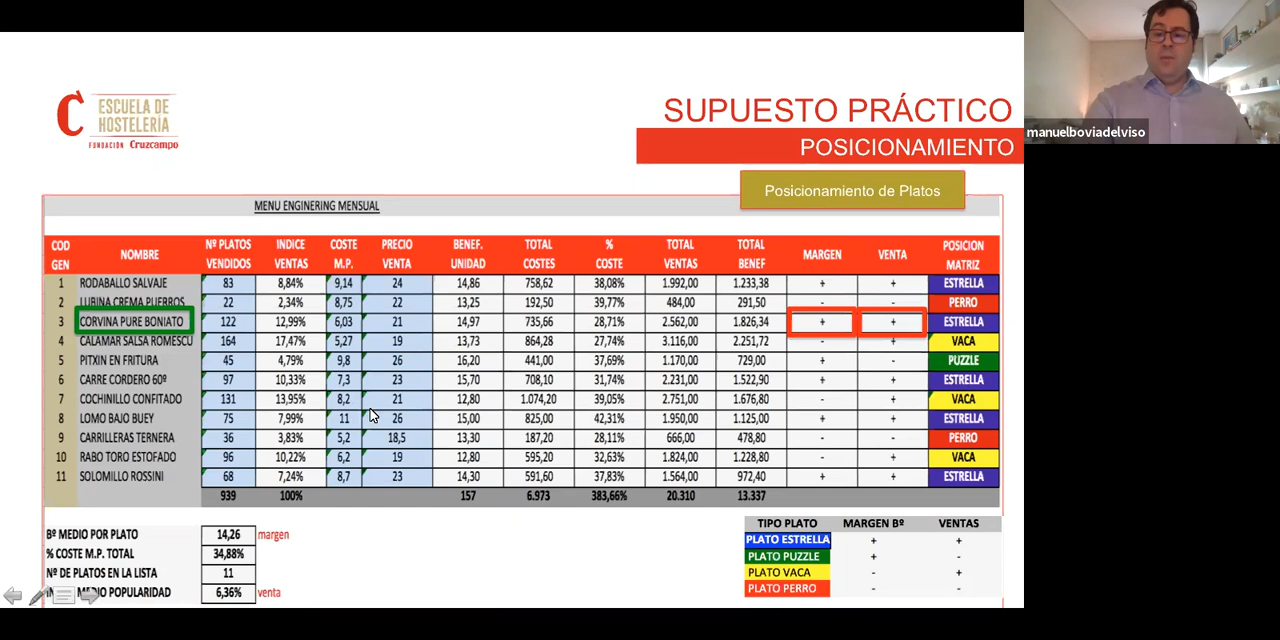 manuelboviadelviso
ESCUELA DE
HOSTELERÍA
FUNDACIÓN Cruzcampo
SUPUESTO PRÁCTICO
POSICIONAMIENTO
Posicionamiento de Platos
MENU ENGINERING MENSUAL
COD GEN NOMBRE Nº PLATOS VENDIDOS INDICE VENTAS COSTE M.P. PRECIO VENTA BENEF. UNIDAD TOTAL COSTES % COSTE TOTAL VENTAS TOTAL BENEF MARGEN VENTA POSICION MATRIZ
1 RODABALLO SALVAJE 83 8,84% 9,14 24 14,86 758,62 38,08% 1.992,00 1.233,38 + + ESTRELLA
2 LUBINA CREMA PUERROS 22 2,34% 8,75 22 13,25 192,50 39,77% 484,00 291,50 - - PERRO
3 CORVINA PURE BONIATO 122 12,99% 6,03 21 14,97 735,66 28,71% 2.562,00 1.826,34 + + ESTRELLA
4 CALAMAR SALSA ROMESCU 164 17,47% 5,27 19 13,73 864,28 27,74% 3.116,00 2.251,72 - + VACA
5 PITXIN EN FRITURA 45 4,79% 9,8 26 16,20 441,00 37,69% 1.170,00 729,00 + - PUZZLE
6 CARRE CORDERO 60º 97 10,33% 7,3 23 15,70 708,10 31,74% 2.231,00 1.522,90 + + ESTRELLA
7 COCHINILLO CONFITADO 131 13,95% 8,2 21 12,80 1.074,20 39,05% 2.751,00 1.676,80 - + VACA
8 LOMO BAJO BUEY 75 7,99% 11 26 15,00 825,00 42,31% 1.950,00 1.125,00 + + ESTRELLA
9 CARRILLERAS TERNERA 36 3,83% 5,2 18,5 13,30 187,20 28,11% 666,00 478,80 - - PERRO
10 RABO TORO ESTOFADO 96 10,22% 6,2 19 12,80 595,20 32,63% 1.824,00 1.228,80 - + VACA
11 SOLOMILLO ROSSINI 68 7,24% 8,7 23 14,30 591,60 37,83% 1.564,00 972,40 + + ESTRELLA
939 100% 157 6.973 383,66% 20.310 13.337
Bº MEDIO POR PLATO 14,26 margen
% COSTE M.P. TOTAL 34,88%
Nº DE PLATOS EN LA LISTA 11
MEDIO POPULARIDAD 6,36% venta
TIPO PLATO MARGEN Bº VENTAS
PLATO ESTRELLA + +
PLATO PUZZLE + -
PLATO VACA - +
PLATO PERRO - -